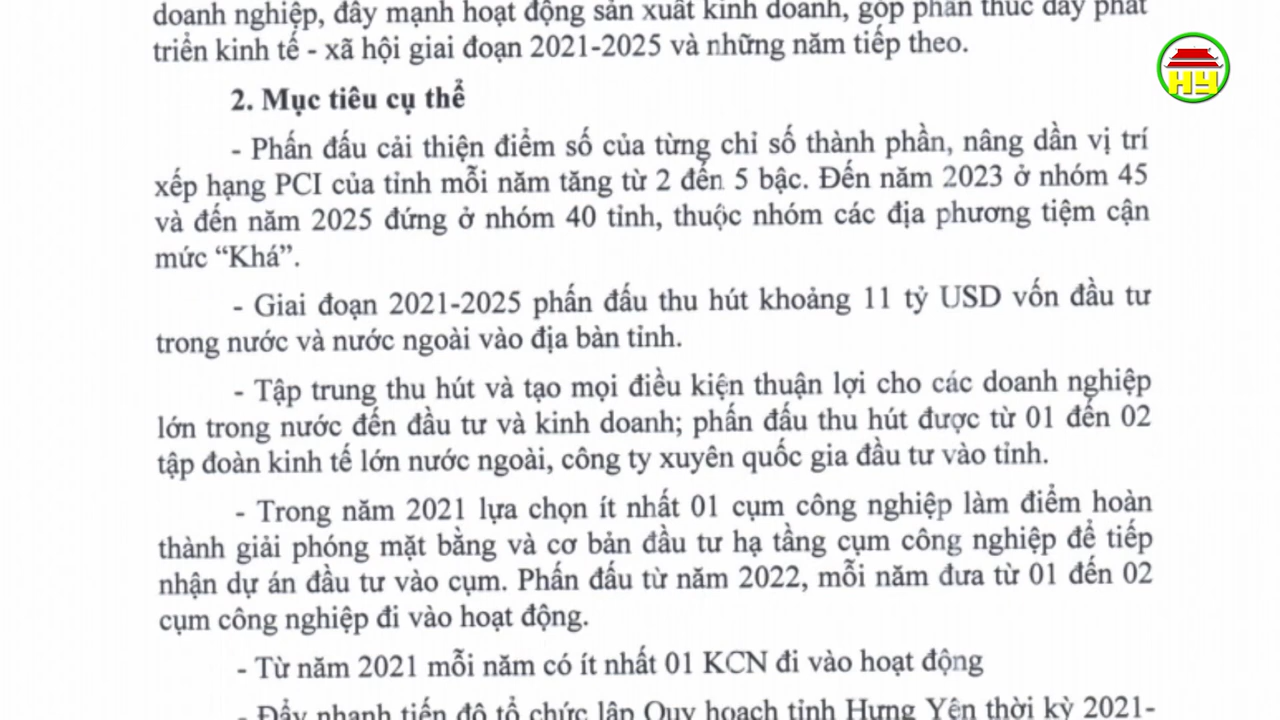 doanh nghiệp, đẩy mạnh hoạt động sản xuất kinh doanh, góp phần thúc đẩy phát
triển kinh tế - xã hội giai đoạn 2021-2025 và những năm tiếp theo.
HY
2. Mục tiêu cụ thể
- Phấn đấu cải thiện điểm số của từng chỉ số thành phần, nâng dần vị trí
xếp hạng PCI của tỉnh mỗi năm tăng từ 2 đến 5 bậc. Đến năm 2023 ở nhóm 45
và đến năm 2025 đứng ở nhóm 40 tỉnh, thuộc nhóm các địa phương tiệm cận
mức “Khá”.
- Giai đoạn 2021-2025 phấn đấu thu hút khoảng 11 tỷ USD vốn đầu tư
trong nước và nước ngoài vào địa bàn tỉnh.
- Tập trung thu hút và tạo mọi điều kiện thuận lợi cho các doanh nghiệp
lớn trong nước đến đầu tư và kinh doanh; phấn đấu thu hút được từ 01 đến 02
tập đoàn kinh tế lớn nước ngoài, công ty xuyên quốc gia đầu tư vào tỉnh.
- Trong năm 2021 lựa chọn ít nhất 01 cụm công nghiệp làm điểm hoàn
thành giải phóng mặt bằng và cơ bản đầu tư hạ tầng cụm công nghiệp để tiếp
nhận dự án đầu tư vào cụm. Phấn đấu từ năm 2022, mỗi năm đưa từ 01 đến 02
cụm công nghiệp đi vào hoạt động.
- Từ năm 2021 mỗi năm có ít nhất 01 KCN đi vào hoạt động
- Đẩy nhanh tiến độ tổ chức lập Quy hoạch tỉnh Hưng Yên thời kỳ 2021-